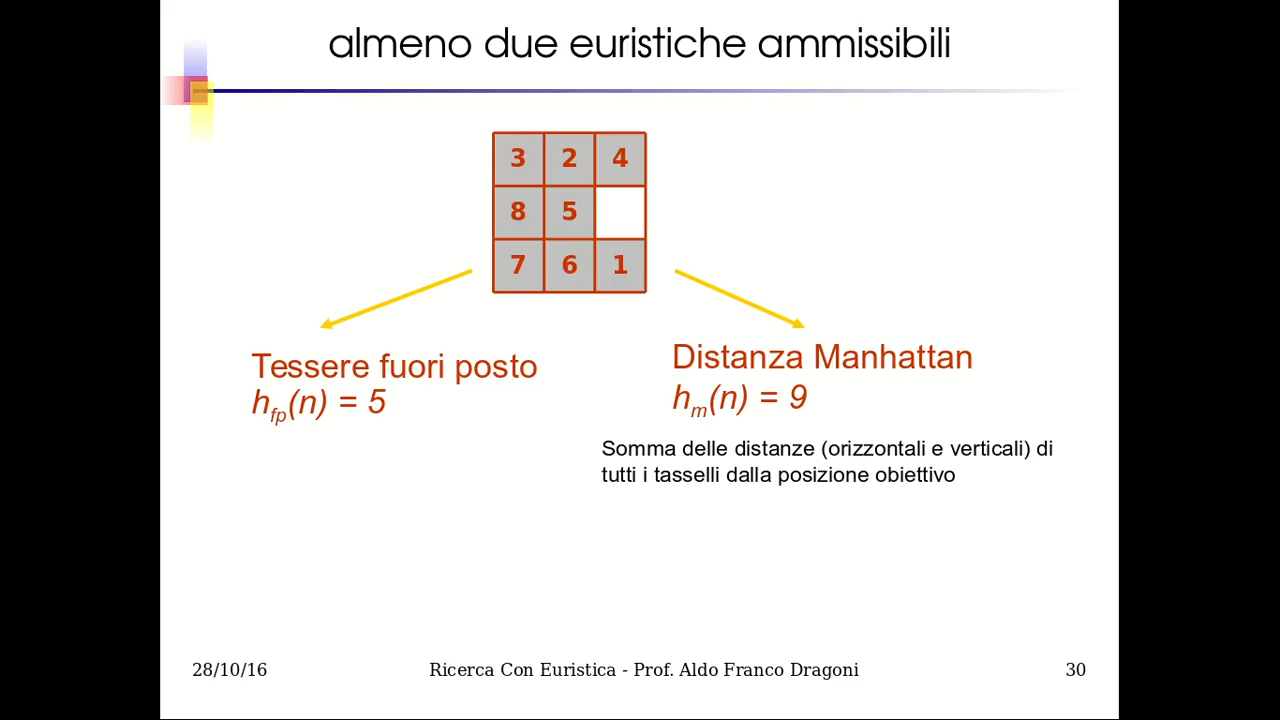 almeno due euristiche ammissibili
3 2 4
8 5
7 6 1
Tessere fuori posto
hfp(n) = 5
Distanza Manhattan
hm(n) = 9
Somma delle distanze (orizzontali e verticali) di
tutti i tasselli dalla posizione obiettivo
28/10/16 Ricerca Con Euristica - Prof. Aldo Franco Dragoni 30